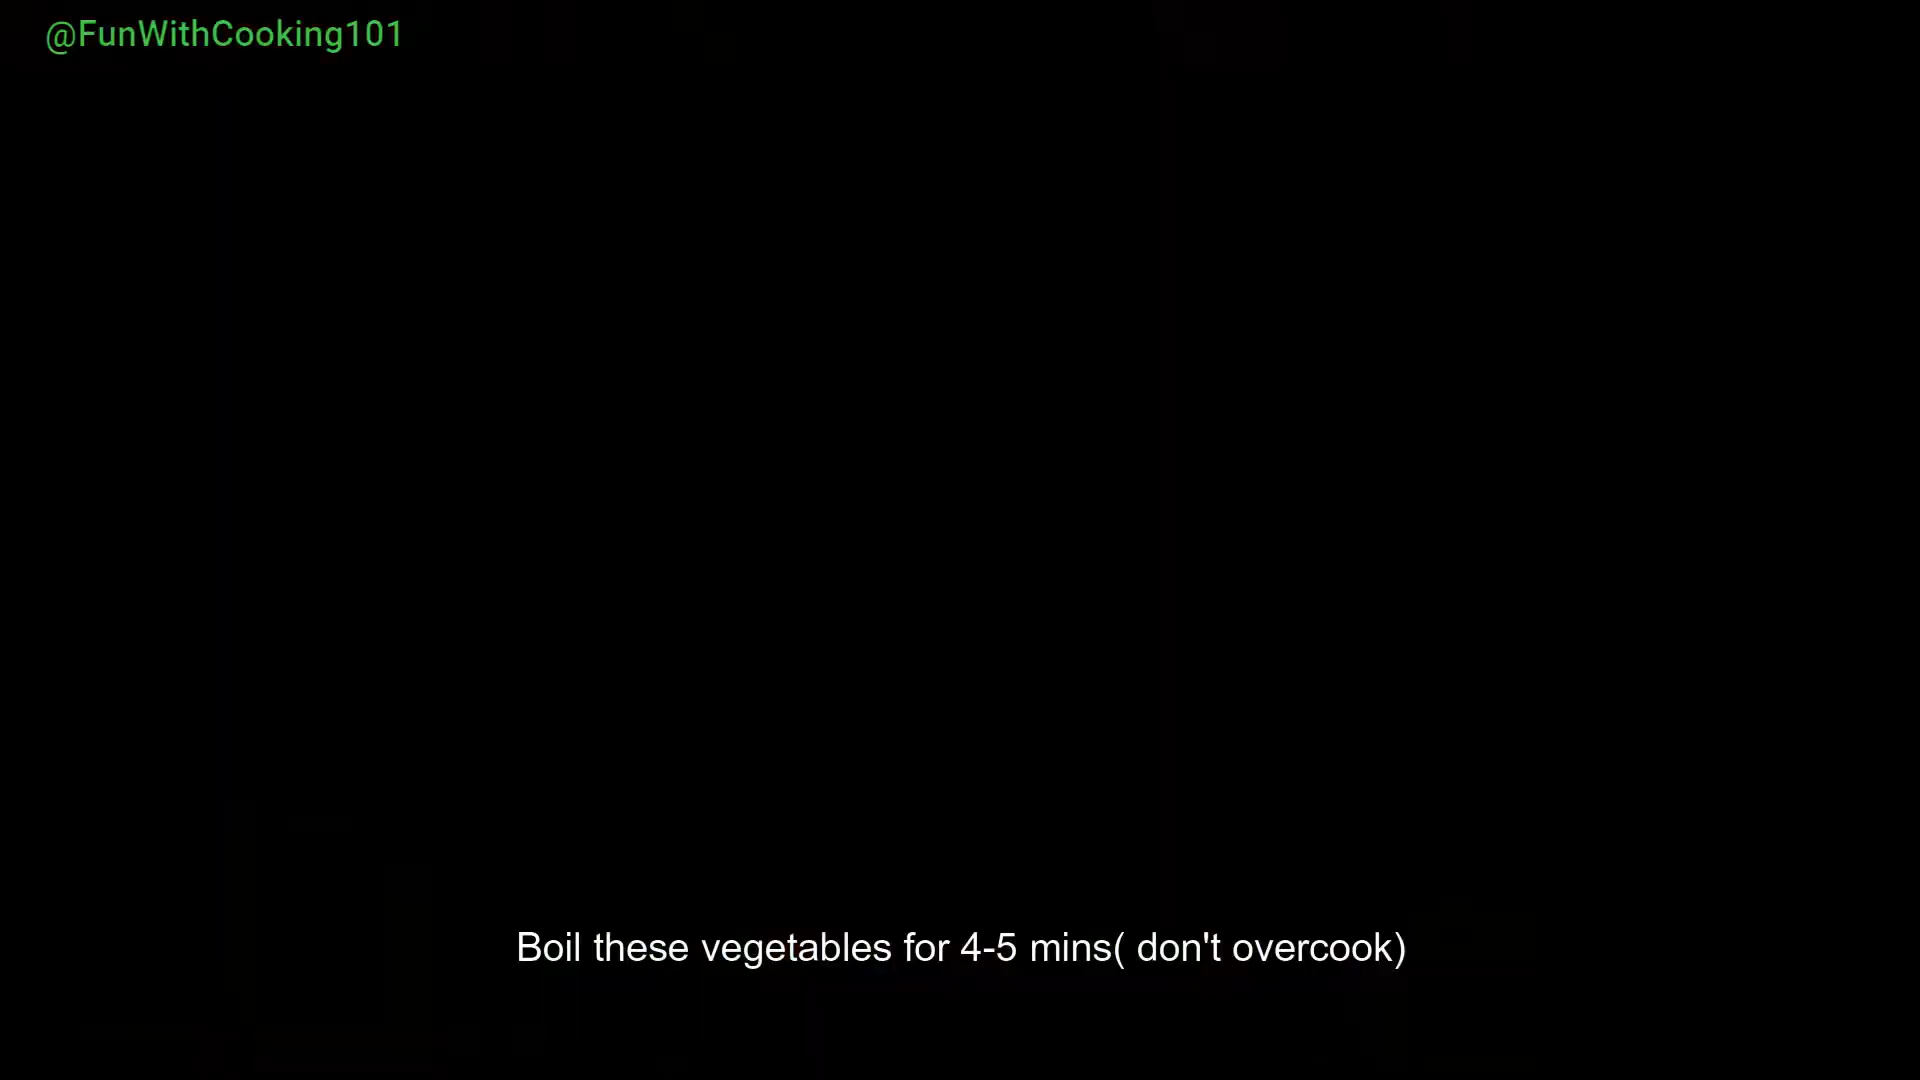 @FunWithCooking101
Boil these vegetables for 4-5 mins( don't overcook)